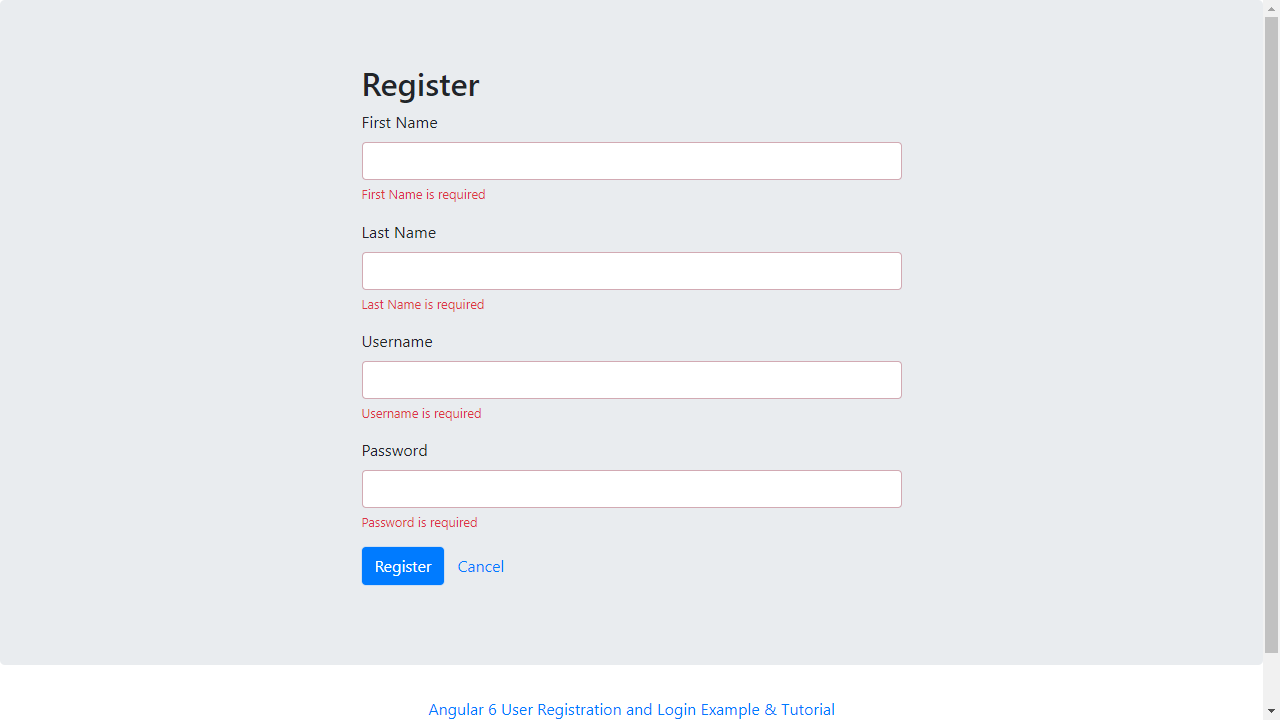 Register
First Name
First Name is required
Last Name
Last Name is required
Username
Username is required
Password
Password is required
Register Cancel
Angular 6 User Registration and Login Example & Tutorial